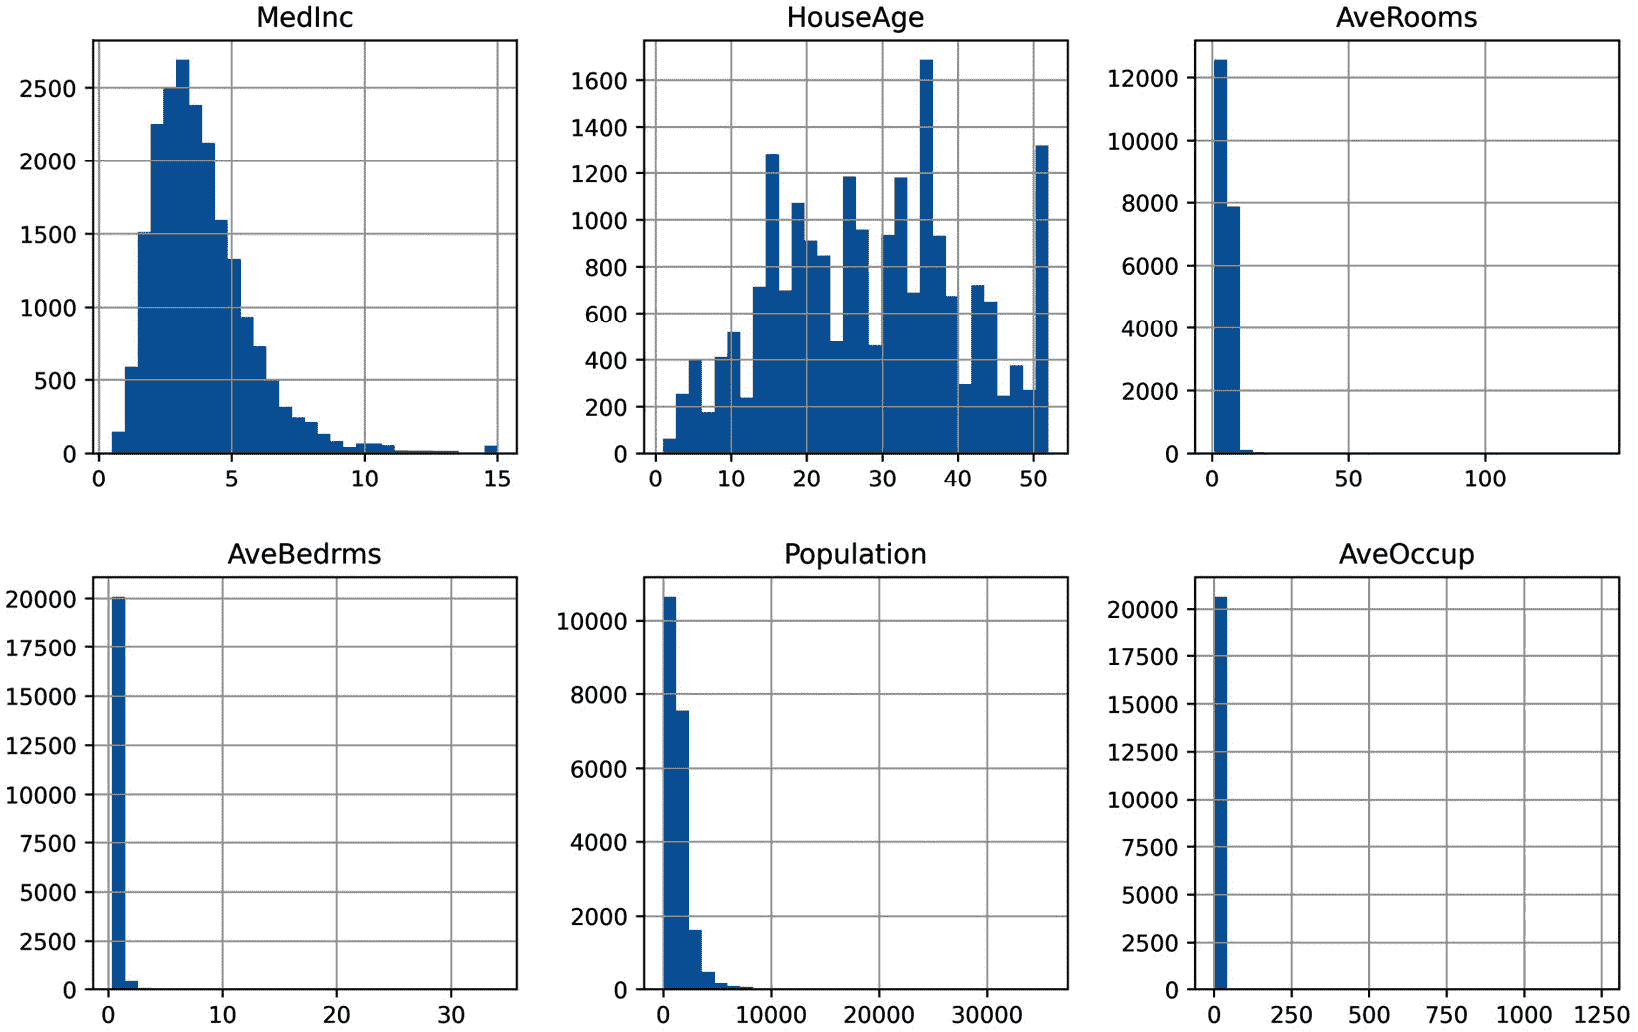 MedInc HouseAge AveRooms
2500 2000 1500 1000 500 0
0 5 10 15
1600 1400 1200 1000 800 600 400 200 0
0 10 20 30 40 50
12000 10000 8000 6000 4000 2000 0
0 50 100
AveBedrms Population AveOccup
20000 17500 15000 12500 10000 7500 5000 2500 0
0 10 20 30
10000 8000 6000 4000 2000 0
0 10000 20000 30000
20000 17500 15000 12500 10000 7500 5000 2500 0
0 250 500 750 1000 1250